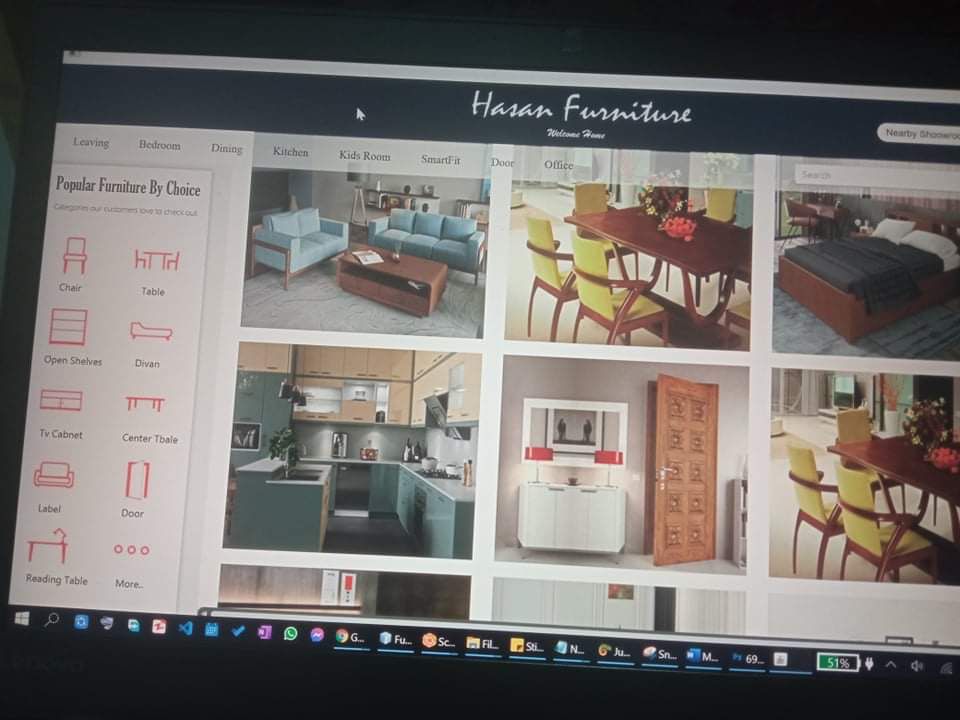 Hasan Furniture
Welcome Home
Leaving Bedroom Dining Kitchen Kids Room SmartFit Door Office
Search
Popular Furniture By Choice
Categories our customers love to check out
Chair Table
Open Shelves Divan
Tv Cabnet Center Tbale
Label Door
Reading Table More..
G... Fu... Sc... Fil... Sti... N... Ju... Sn... M... 69... 51%